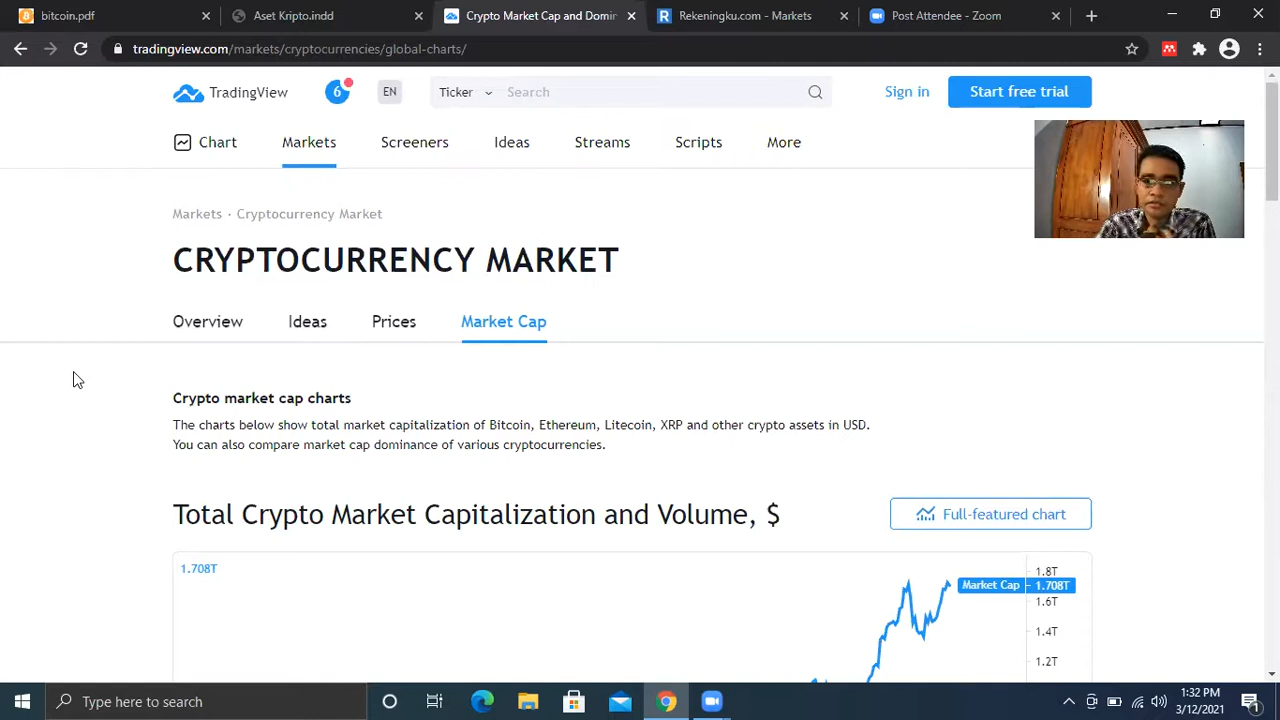 bitcoin.pdf
Aset Kripto.indd
Crypto Market Cap and Domin
Rekeningku.com - Markets
Post Attendee - Zoom
tradingview.com/markets/cryptocurrencies/global-charts/
TradingView
6
EN
Ticker
Search
Sign in
Start free trial
Chart
Markets
Screeners
Ideas
Streams
Scripts
More
Markets · Cryptocurrency Market
CRYPTOCURRENCY MARKET
Overview
Ideas
Prices
Market Cap
Crypto market cap charts
The charts below show total market capitalization of Bitcoin, Ethereum, Litecoin, XRP and other crypto assets in USD.
You can also compare market cap dominance of various cryptocurrencies.
Total Crypto Market Capitalization and Volume, $
Full-featured chart
1.708T
1.8T
Market Cap 1.708T
1.6T
1.4T
1.2T
Type here to search
1:32 PM
3/12/2021
1